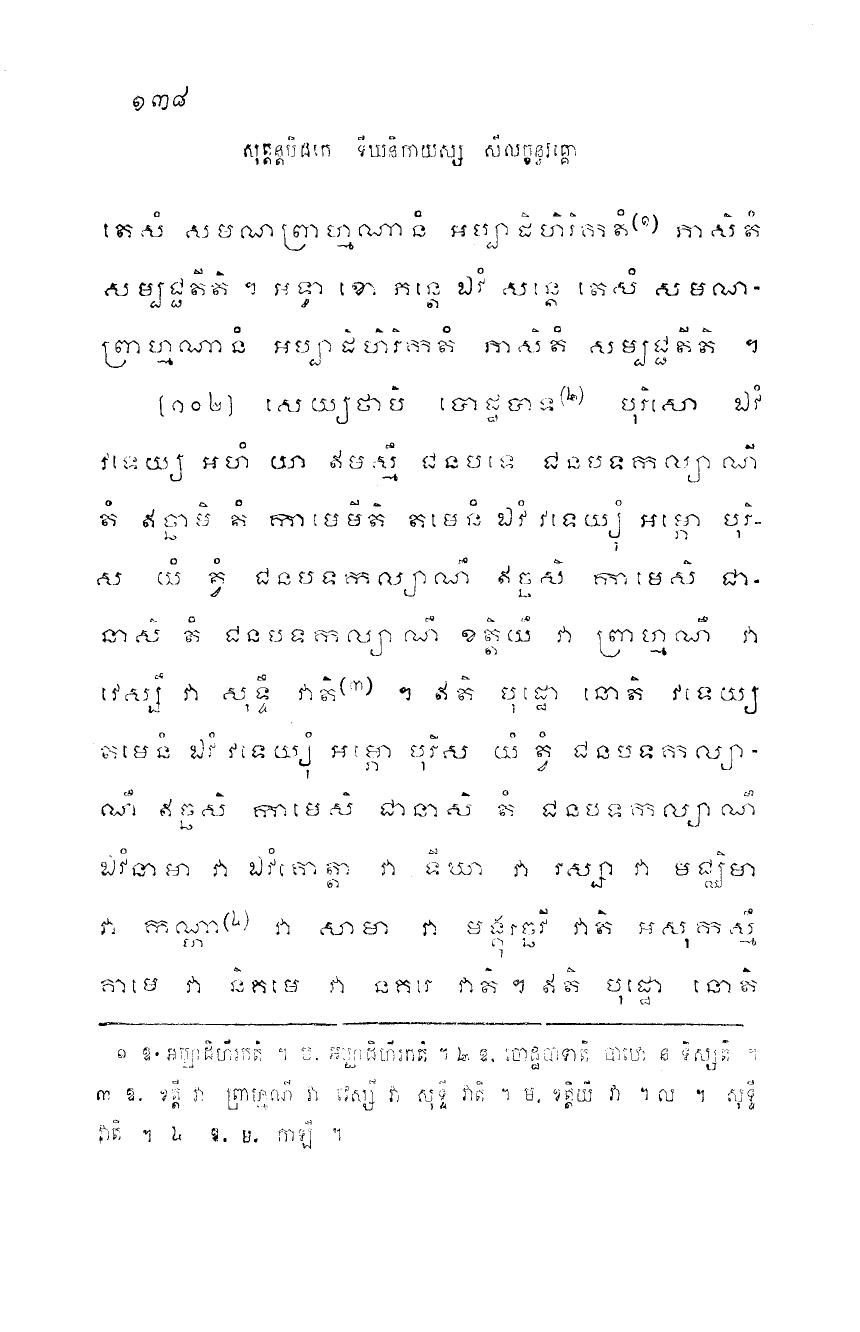 ១៣៨
សុត្តន្តបិដកេ ទីឃនិកាយស្ស សីលក្ខន្ធវគ្គោ
តេសំ សមណព្រាហ្មណានំ អប្បាដិហិរិកតំ(១) ភាសិតំ
សម្បជ្ជតីតិ ។ អទ្ធា ខោ ភន្តេ ឯវំ សន្តេ តេសំ សមណ-
ព្រាហ្មណានំ អប្បាដិហិរិកតំ ភាសិតំ សម្បជ្ជតីតិ ។
[១០២] សេយ្យថាបិ បោដ្ឋបាទ(២) បុរិសោ ឯវំ
វទេយ្យ អហំ យា ឥមស្មឹ ជនបទេ ជនបទកល្យាណី
តំ ឥច្ឆាមិ តំ កាមេមីតិ តមេនំ ឯវំ វទេយ្យុំ អម្ភោ បុរិ-
ស យំ ត្វំ ជនបទកល្យាណឹ ឥច្ឆសិ កាមេសិ ជា-
នាសិ តំ ជនបទកល្យាណឹ ខត្តិយឹ វា ព្រាហ្មណឹ វា
វេស្សឹ វា សុទ្ទឹ វាតិ(៣) ។ ឥតិ បុដ្ឋោ នោតិ វទេយ្យ
តមេនំ ឯវំ វទេយ្យុំ អម្ភោ បុរិស យំ ត្វំ ជនបទកល្យា-
ណឹ ឥច្ឆសិ កាមេសិ ជានាសិ តំ ជនបទកល្យាណឹ
ឯវំនាមា វា ឯវំគោត្តា វា ទីឃា វា រស្សា វា មជ្ឈិមា
វា កណ្ហា(៤) វា សាមា វា មង្គុរច្ឆវី វាតិ អសុកស្មឹ
គាមេ វា និគមេ វា នគរេ វាតិ ។ ឥតិ បុដ្ឋោ នោតិ
១ ឱ. អប្បាដិហីរកតំ ។ ប. អប្បាដិហីរកតំ ។ ២ ឱ. បោដ្ឋបាទាតិ បាឋោ ន ទិស្សតិ ។
៣ ឱ. ខត្តី វា ព្រាហ្មណី វា វេស្សី វា សុទ្ទី វាតិ ។ ម. ខត្តិយី វា ។ ល ។ សុទ្ទី
វាតិ ។ ៤ ឱ. ម. កាឡី ។